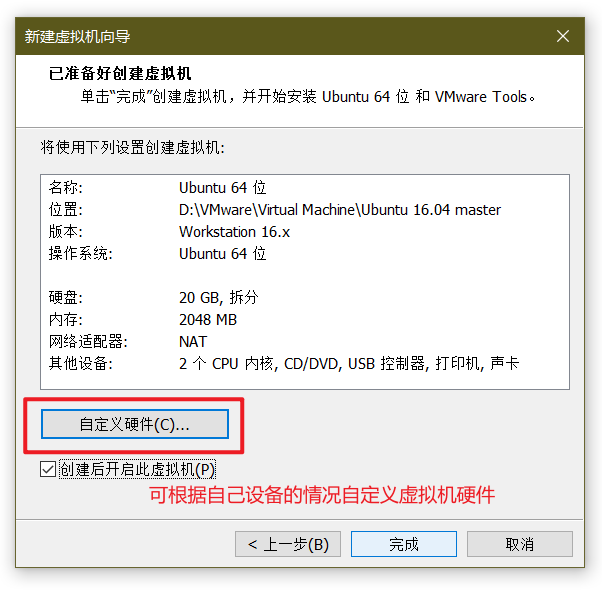 新建虚拟机向导
已准备好创建虚拟机
单击“完成”创建虚拟机，并开始安装 Ubuntu 64 位 和 VMware Tools。
将使用下列设置创建虚拟机:
名称: Ubuntu 64 位
位置: D:\VMware\Virtual Machine\Ubuntu 16.04 master
版本: Workstation 16.x
操作系统: Ubuntu 64 位
硬盘: 20 GB, 拆分
内存: 2048 MB
网络适配器: NAT
其他设备: 2 个 CPU 内核, CD/DVD, USB 控制器, 打印机, 声卡
自定义硬件(C)...
创建后开启此虚拟机(P)
可根据自己设备的情况自定义虚拟机硬件
< 上一步(B) 完成 取消